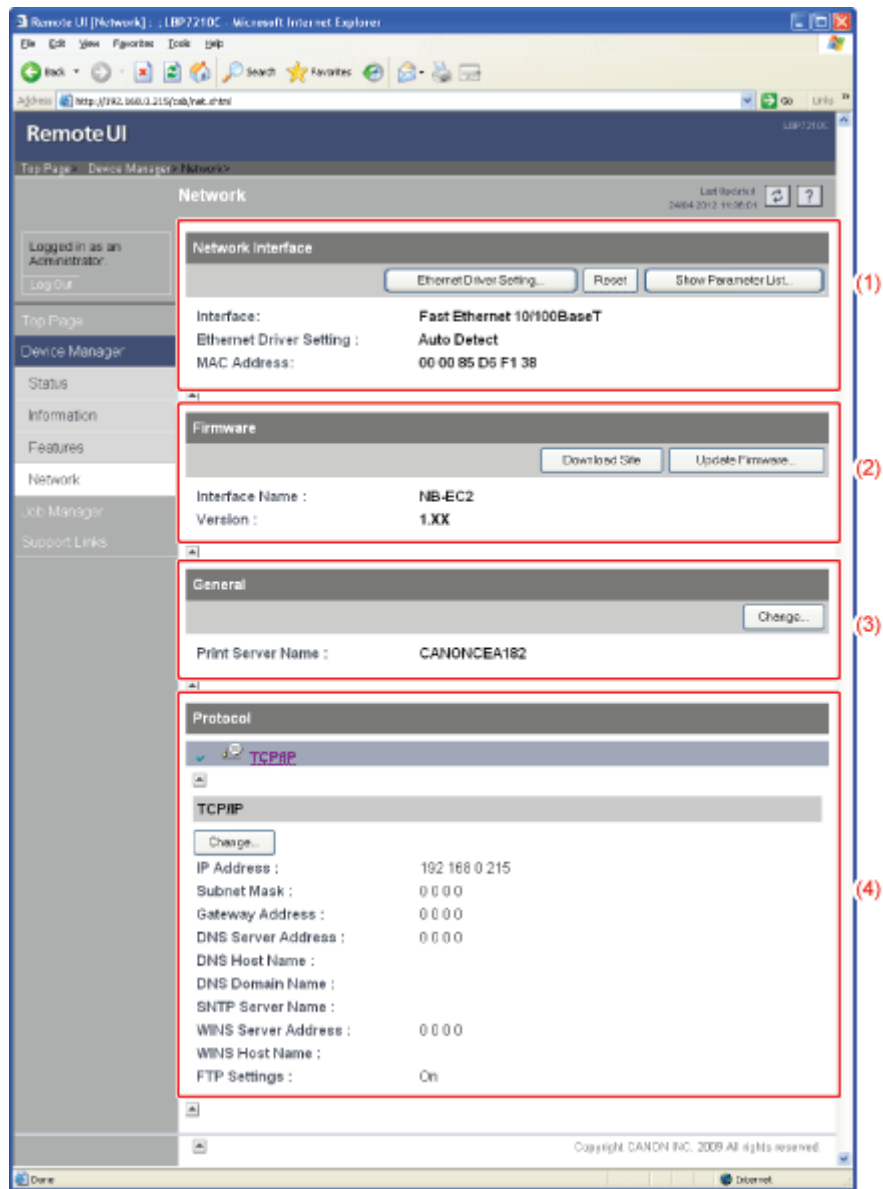 Remote UI [Network] : ; LBP7210C - Microsoft Internet Explorer
File Edit View Favorites Tools Help
Back Search Favorites
Address http://192.168.0.215/cab/net.shtml Go Links »
Remote UI LBP7210C
Top Page> Device Manager> Network>
Network
Last Updated
24/04 2012 11:36:01
?
Logged in as an
Administrator.
Log Out
Top Page
Device Manager
Status
Information
Features
Network
Job Manager
Support Links
Network Interface
Ethernet Driver Setting... Reset Show Parameter List...
(1)
Interface: Fast Ethernet 10/100BaseT
Ethernet Driver Setting : Auto Detect
MAC Address: 00 00 85 D5 F1 38
Firmware
Download Site Update Firmware...
(2)
Interface Name : NB-EC2
Version : 1.XX
General
Change...
(3)
Print Server Name : CANONCEA182
Protocol
TCP/IP
TCP/IP
Change...
IP Address : 192 168 0 215
Subnet Mask : 0 0 0 0
(4)
Gateway Address : 0 0 0 0
DNS Server Address : 0 0 0 0
DNS Host Name :
DNS Domain Name :
SNTP Server Name :
WINS Server Address : 0 0 0 0
WINS Host Name :
FTP Settings : On
Copyright CANON INC. 2009 All rights reserved.
Done Internet